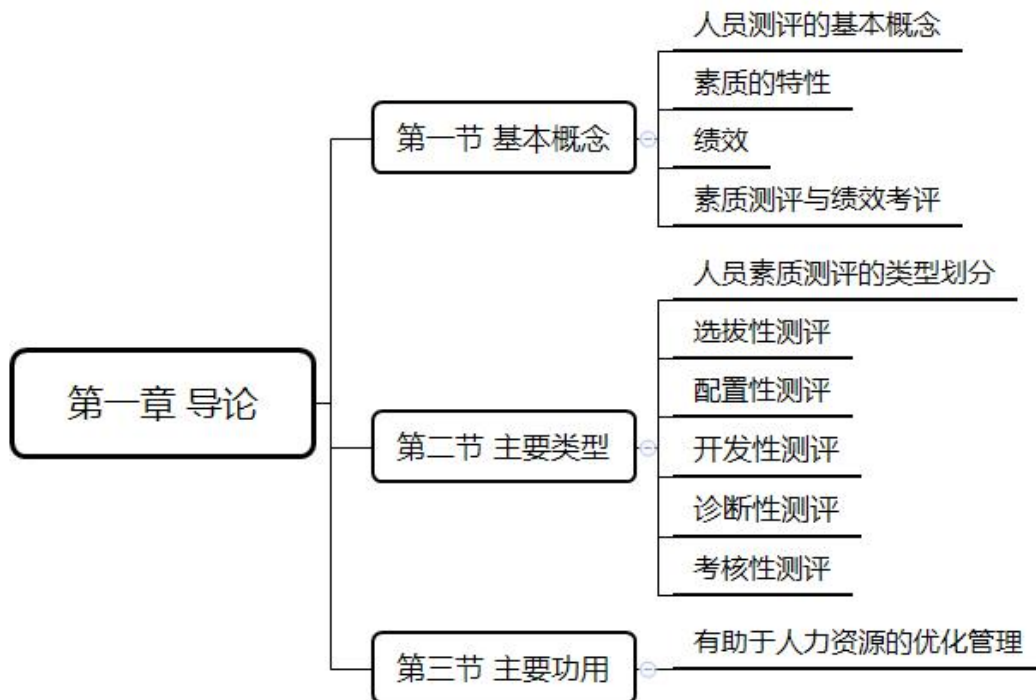 第一章 导论
第一节 基本概念
人员测评的基本概念
素质的特性
绩效
素质测评与绩效考评
第二节 主要类型
人员素质测评的类型划分
选拔性测评
配置性测评
开发性测评
诊断性测评
考核性测评
第三节 主要功用
有助于人力资源的优化管理